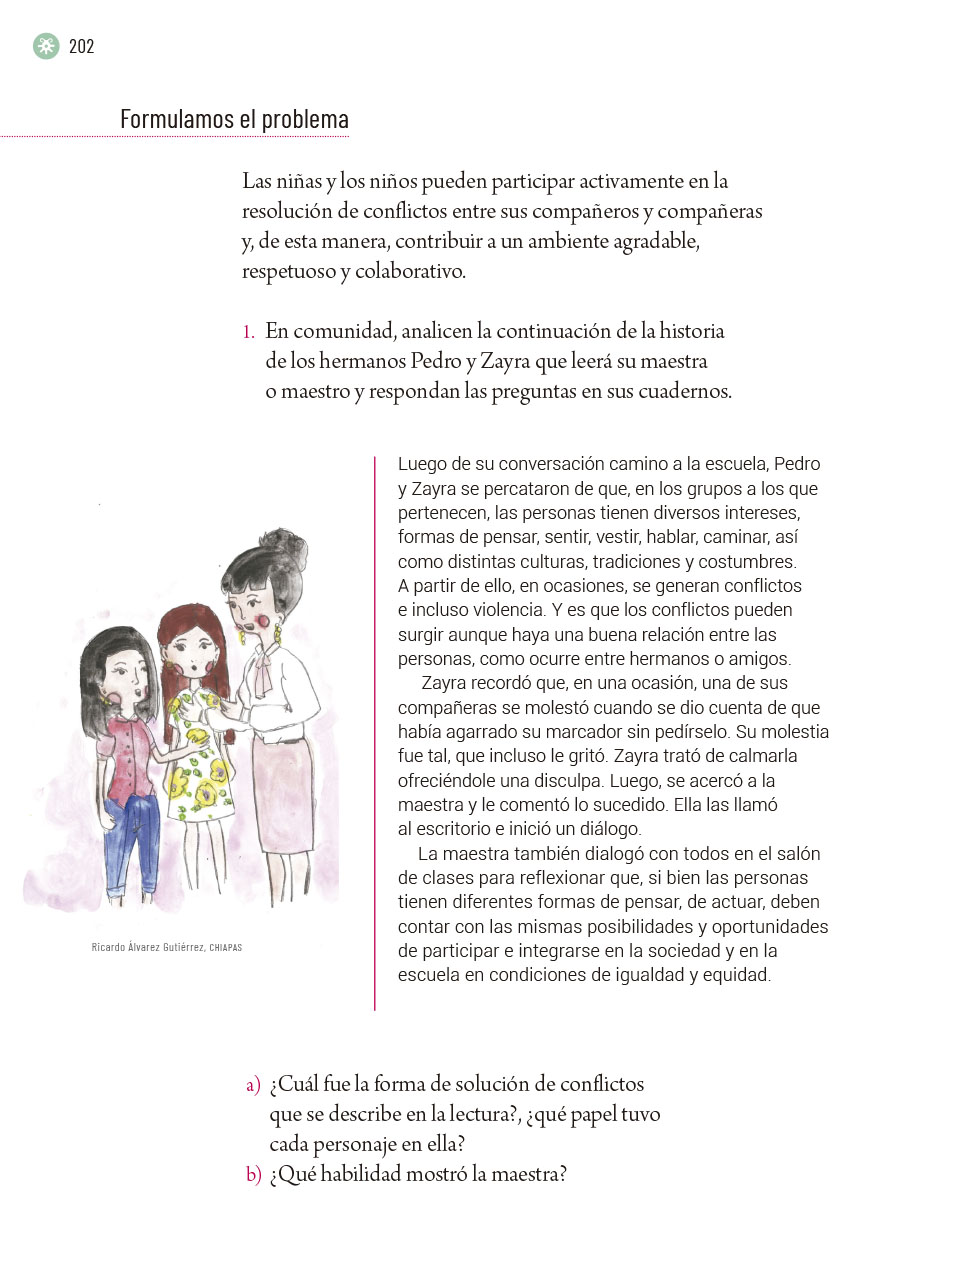 202
Formulamos el problema
Las niñas y los niños pueden participar activamente en la
resolución de conflictos entre sus compañeros y compañeras
y, de esta manera, contribuir a un ambiente agradable,
respetuoso y colaborativo.
1. En comunidad, analicen la continuación de la historia
de los hermanos Pedro y Zayra que leerá su maestra
o maestro y respondan las preguntas en sus cuadernos.
Luego de su conversación camino a la escuela, Pedro
y Zayra se percataron de que, en los grupos a los que
pertenecen, las personas tienen diversos intereses,
formas de pensar, sentir, vestir, hablar, caminar, así
como distintas culturas, tradiciones y costumbres.
A partir de ello, en ocasiones, se generan conflictos
e incluso violencia. Y es que los conflictos pueden
surgir aunque haya una buena relación entre las
personas, como ocurre entre hermanos o amigos.
Zayra recordó que, en una ocasión, una de sus
compañeras se molestó cuando se dio cuenta de que
había agarrado su marcador sin pedírselo. Su molestia
fue tal, que incluso le gritó. Zayra trató de calmarla
ofreciéndole una disculpa. Luego, se acercó a la
maestra y le comentó lo sucedido. Ella las llamó
al escritorio e inició un diálogo.
La maestra también dialogó con todos en el salón
de clases para reflexionar que, si bien las personas
tienen diferentes formas de pensar, de actuar, deben
contar con las mismas posibilidades y oportunidades
de participar e integrarse en la sociedad y en la
escuela en condiciones de igualdad y equidad.
Ricardo Álvarez Gutiérrez, CHIAPAS
a) ¿Cuál fue la forma de solución de conflictos
que se describe en la lectura?, ¿qué papel tuvo
cada personaje en ella?
b) ¿Qué habilidad mostró la maestra?